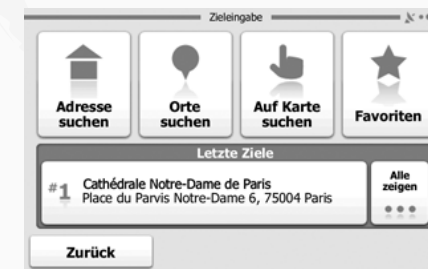 Zieleingabe
Adresse
suchen
Orte
suchen
Auf Karte
suchen
Favoriten
Letzte Ziele
#1 Cathédrale Notre-Dame de Paris
Place du Parvis Notre-Dame 6, 75004 Paris
Alle
zeigen
Zurück